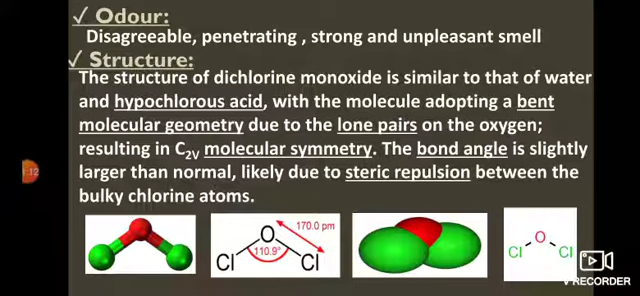 ✓ Odour:
Disagreeable, penetrating , strong and unpleasant smell
✓ Structure:
The structure of dichlorine monoxide is similar to that of water
and hypochlorous acid, with the molecule adopting a bent
molecular geometry due to the lone pairs on the oxygen;
resulting in C2V molecular symmetry. The bond angle is slightly
larger than normal, likely due to steric repulsion between the
bulky chlorine atoms.
:12
O 170.0 pm
110.9°
Cl Cl
O
Cl Cl
V RECORDER